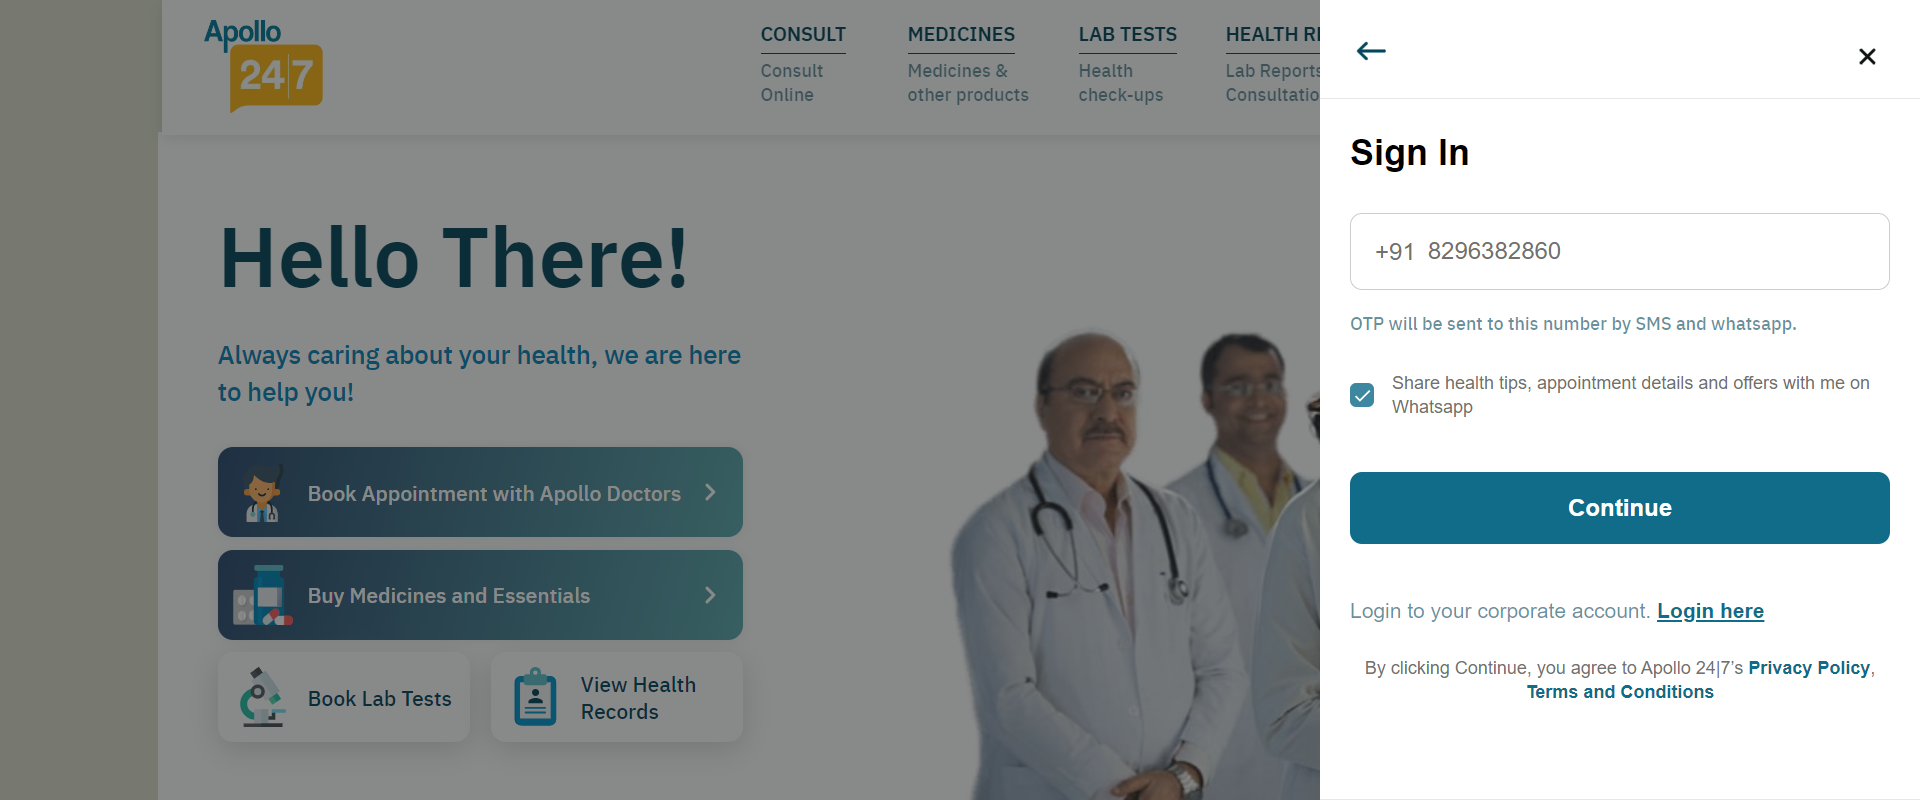 Apollo
24|7
CONSULT
Consult
Online
MEDICINES
Medicines &
other products
LAB TESTS
Health
check-ups
HEALTH
Lab Reports
Hello There!
Always caring about your health, we are here
to help you!
Book Appointment with Apollo Doctors
Buy Medicines and Essentials
Book Lab Tests
View Health
Records
Sign In
+91 8296382860
OTP will be sent to this number by SMS and whatsapp.
Share health tips, appointment details and offers with me on
Whatsapp
Continue
Login to your corporate account. Login here
By clicking Continue, you agree to Apollo 24|7’s Privacy Policy,
Terms and Conditions